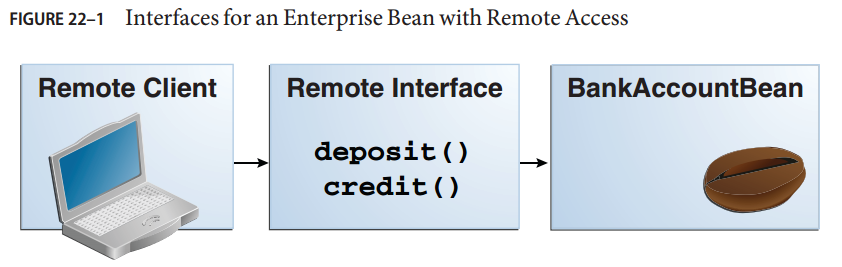 FIGURE 22–1 Interfaces for an Enterprise Bean with Remote Access
Remote Client
Remote Interface
deposit()
credit()
BankAccountBean